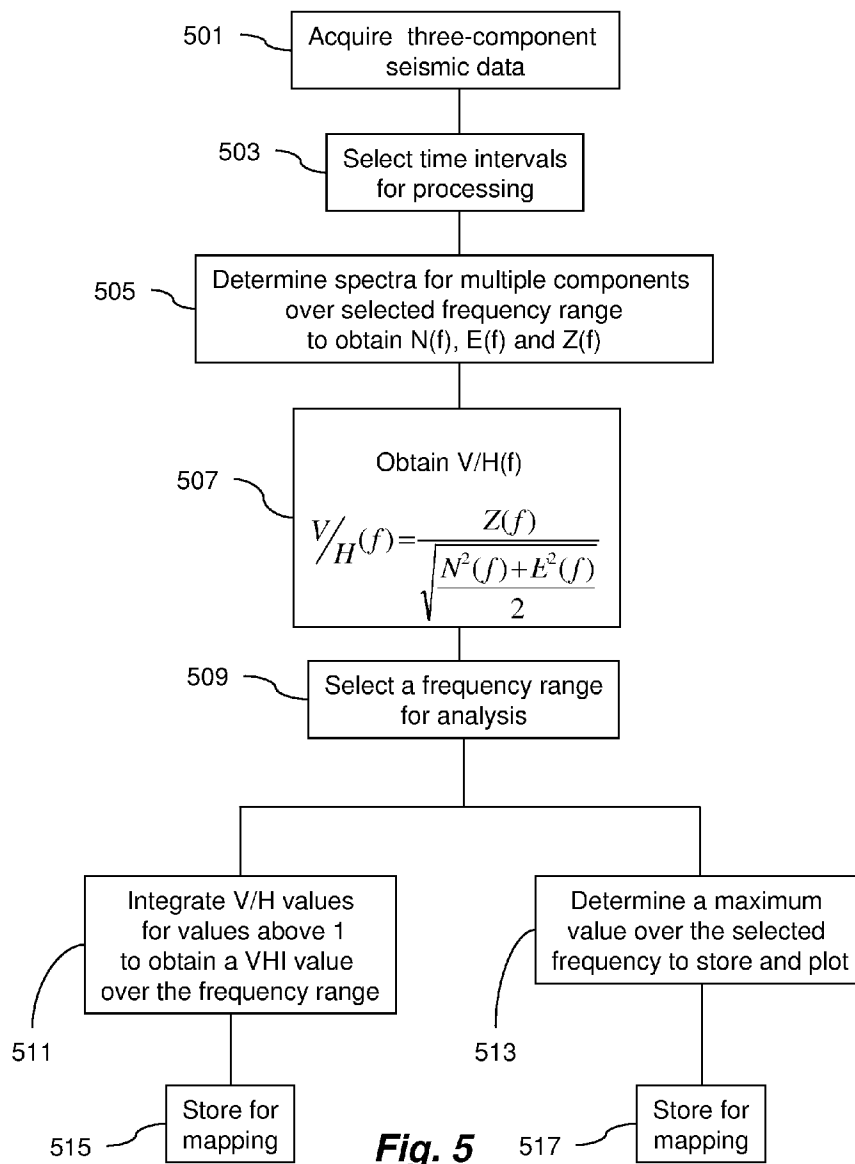 501
Acquire three-component
seismic data
503
Select time intervals
for processing
505
Determine spectra for multiple components
over selected frequency range
to obtain N(f), E(f) and Z(f)
507
Obtain V/H(f)
V/H(f)=Z(f)/√((N²(f)+E²(f))/2)
509
Select a frequency range
for analysis
Integrate V/H values
for values above 1
to obtain a VHI value
over the frequency range
511
Determine a maximum
value over the selected
frequency to store and plot
513
Store for
mapping
515
Store for
mapping
517
Fig. 5